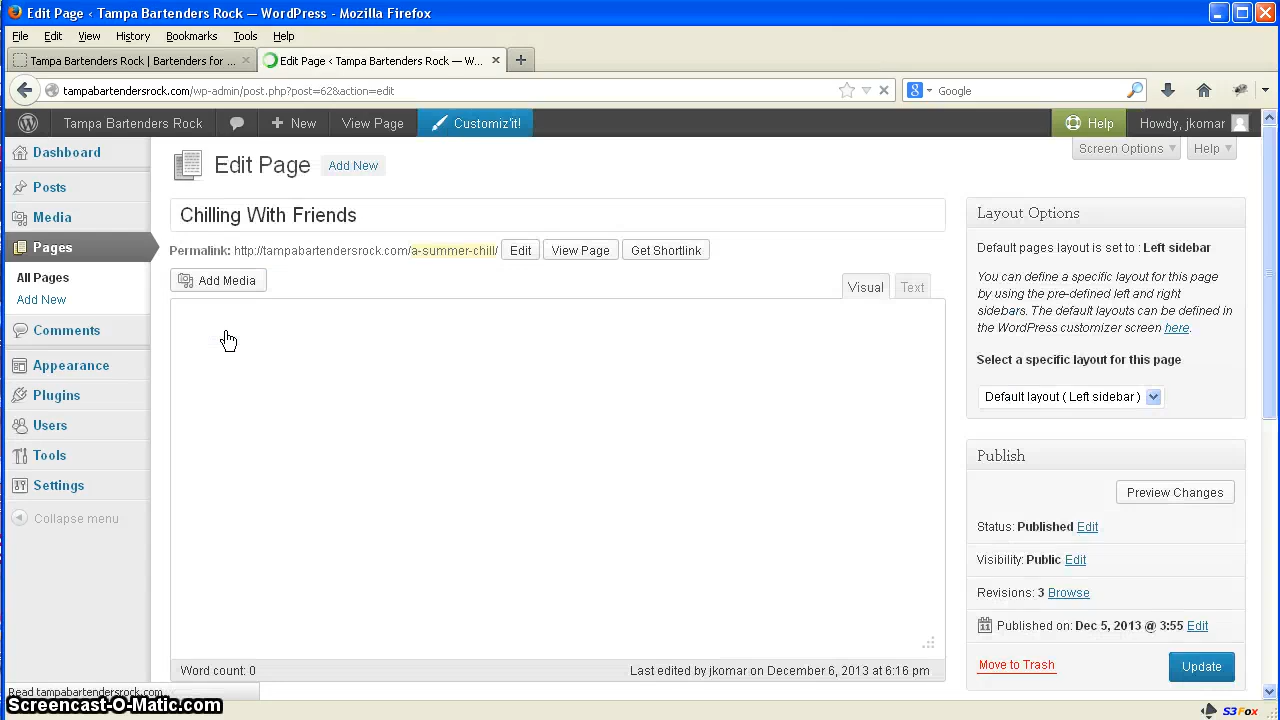 Edit Page ‹ Tampa Bartenders Rock — WordPress - Mozilla Firefox
File Edit View History Bookmarks Tools Help
Tampa Bartenders Rock | Bartenders for ... × Edit Page ‹ Tampa Bartenders Rock — W... × +
tampabartendersrock.com/wp-admin/post.php?post=62&action=edit Google
Tampa Bartenders Rock + New View Page Customiz'it! Help Howdy, jkomar
Screen Options Help
Edit Page Add New
Dashboard
Posts
Media
Pages
All Pages
Add New
Comments
Appearance
Plugins
Users
Tools
Settings
Collapse menu
Chilling With Friends
Permalink: http://tampabartendersrock.com/a-summer-chill/ Edit View Page Get Shortlink
Add Media
Visual Text
Word count: 0 Last edited by jkomar on December 6, 2013 at 6:16 pm
Layout Options
Default pages layout is set to : Left sidebar
You can define a specific layout for this page
by using the pre-defined left and right
sidebars. The default layouts can be defined in
the WordPress customizer screen here.
Select a specific layout for this page
Default layout ( Left sidebar )
Publish
Preview Changes
Status: Published Edit
Visibility: Public Edit
Revisions: 3 Browse
11 Published on: Dec 5, 2013 @ 3:55 Edit
Move to Trash Update
Read tampabartendersrock.com
Screencast-O-Matic.com
S3Fox